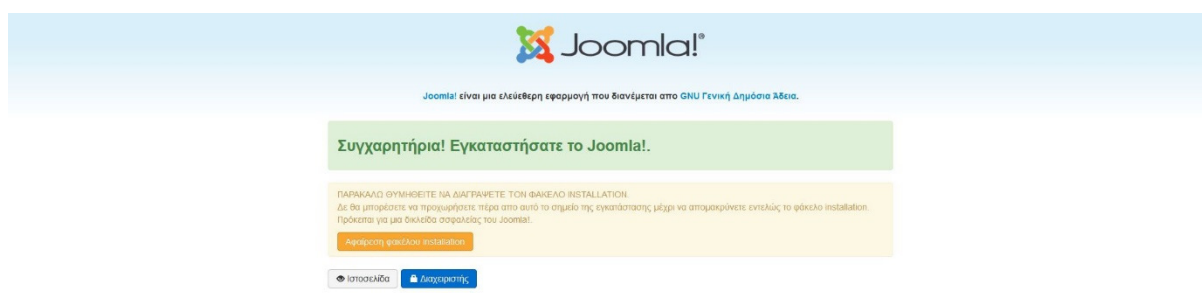 Joomla!®
Joomla! είναι μια ελεύθερη εφαρμογή που διανέμεται απο GNU Γενική Δημόσια Άδεια.
Συγχαρητήρια! Εγκαταστήσατε το Joomla!.
ΠΑΡΑΚΑΛΩ ΘΥΜΗΘΕΙΤΕ ΝΑ ΔΙΑΓΡΑΨΕΤΕ ΤΟΝ ΦΑΚΕΛΟ INSTALLATION.
Δε θα μπορέσετε να προχωρήσετε πέρα απο αυτό το σημείο της εγκατάστασης μέχρι να απομακρύνετε εντελώς το φάκελο installation.
Πρόκειται για μια δικλείδα ασφαλείας του Joomla!.
Αφαίρεση φακέλου installation
Ιστοσελίδα Διαχειριστής